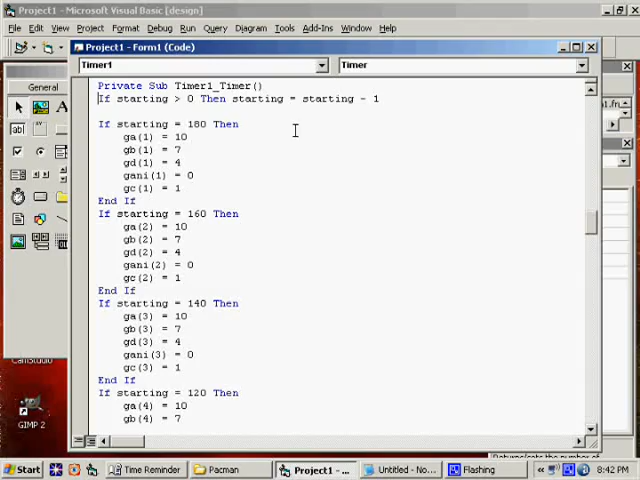 Project1 - Microsoft Visual Basic [design]
File Edit View Project Format Debug Run Query Diagram Tools Add-Ins Window Help
Project1 - Form1 (Code)
General
Timer1
Timer
Private Sub Timer1_Timer()
If starting > 0 Then starting = starting - 1
If starting = 180 Then
ga(1) = 10
gb(1) = 7
gd(1) = 4
gani(1) = 0
gc(1) = 1
End If
If starting = 160 Then
ga(2) = 10
gb(2) = 7
gd(2) = 4
gani(2) = 0
gc(2) = 1
End If
If starting = 140 Then
ga(3) = 10
gb(3) = 7
gd(3) = 4
gani(3) = 0
gc(3) = 1
End If
If starting = 120 Then
ga(4) = 10
gb(4) = 7
CamStudio
GIMP 2
Start
Time Reminder
Pacman
Project1 - ...
Untitled - No...
Flashing
8:42 PM